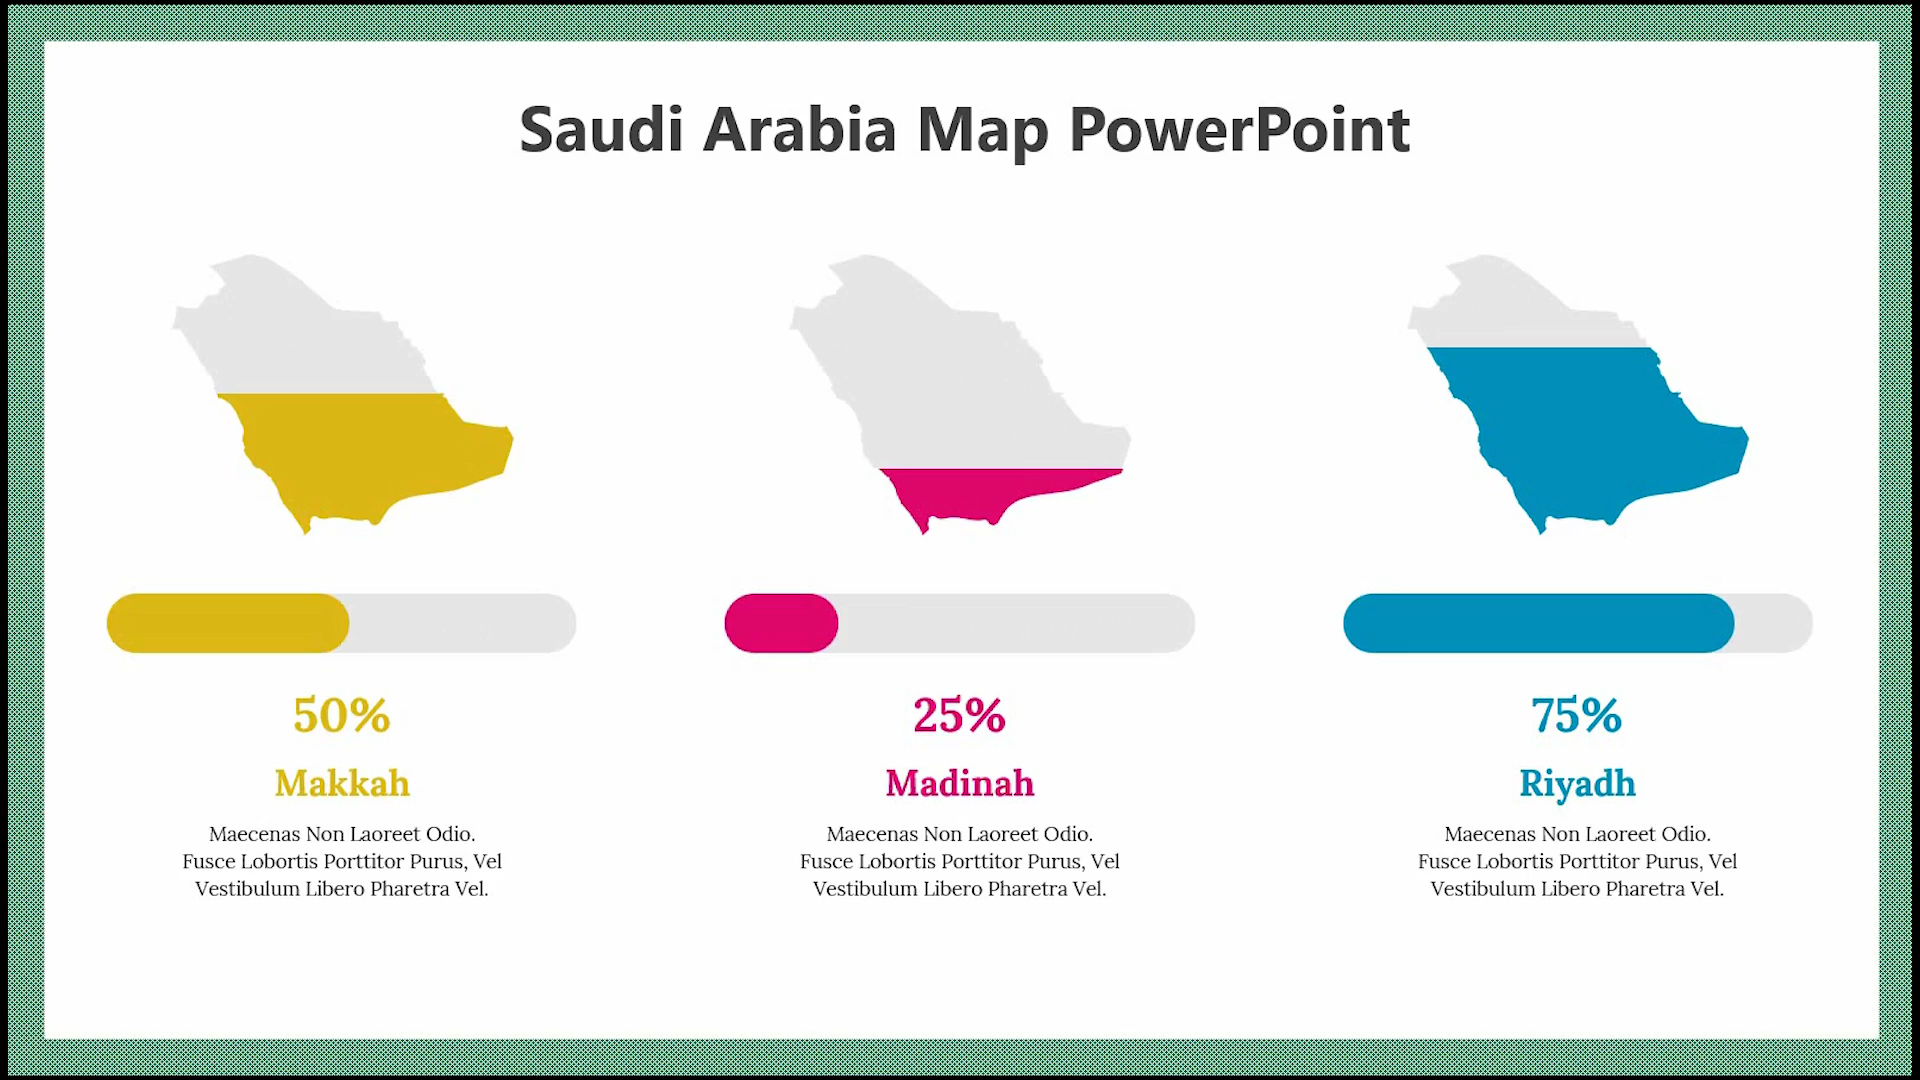 Saudi Arabia Map PowerPoint
50%
Makkah
Maecenas Non Laoreet Odio.
Fusce Lobortis Porttitor Purus, Vel
Vestibulum Libero Pharetra Vel.
25%
Madinah
Maecenas Non Laoreet Odio.
Fusce Lobortis Porttitor Purus, Vel
Vestibulum Libero Pharetra Vel.
75%
Riyadh
Maecenas Non Laoreet Odio.
Fusce Lobortis Porttitor Purus, Vel
Vestibulum Libero Pharetra Vel.